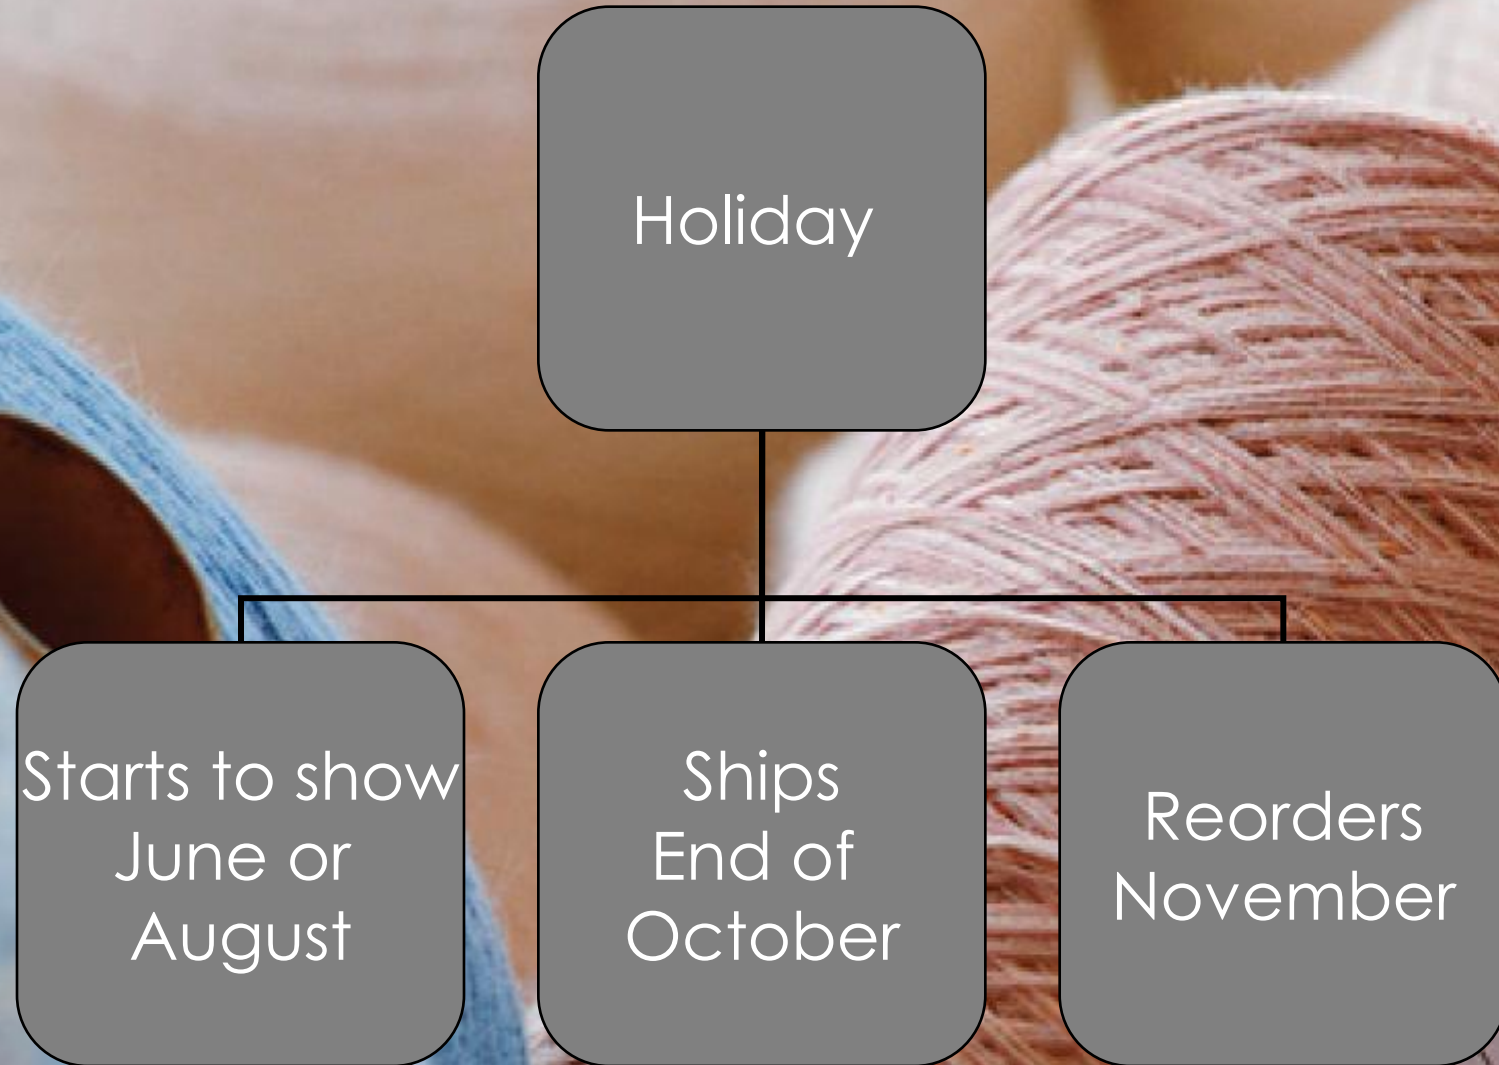 Holiday
Starts to show
June or
August
Ships
End of
October
Reorders
November